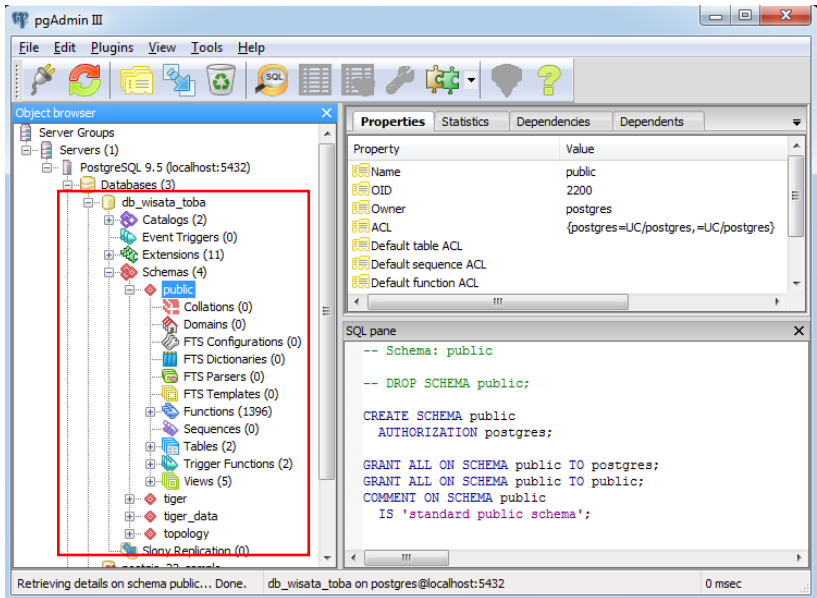 pgAdmin III
File Edit Plugins View Tools Help
SQL
Object browser
Server Groups
Servers (1)
PostgreSQL 9.5 (localhost:5432)
Databases (3)
db_wisata_toba
Catalogs (2)
Event Triggers (0)
Extensions (11)
Schemas (4)
public
Collations (0)
Domains (0)
FTS Configurations (0)
FTS Dictionaries (0)
FTS Parsers (0)
FTS Templates (0)
Functions (1396)
Sequences (0)
Tables (2)
Trigger Functions (2)
Views (5)
tiger
tiger_data
topology
Slony Replication (0)
Properties Statistics Dependencies Dependents
Property Value
Name public
OID 2200
Owner postgres
ACL {postgres=UC/postgres,=UC/postgres}
Default table ACL
Default sequence ACL
Default function ACL
SQL pane
-- Schema: public
-- DROP SCHEMA public;
CREATE SCHEMA public
AUTHORIZATION postgres;
GRANT ALL ON SCHEMA public TO postgres;
GRANT ALL ON SCHEMA public TO public;
COMMENT ON SCHEMA public
IS 'standard public schema';
Retrieving details on schema public... Done. db_wisata_toba on postgres@localhost:5432 0 msec